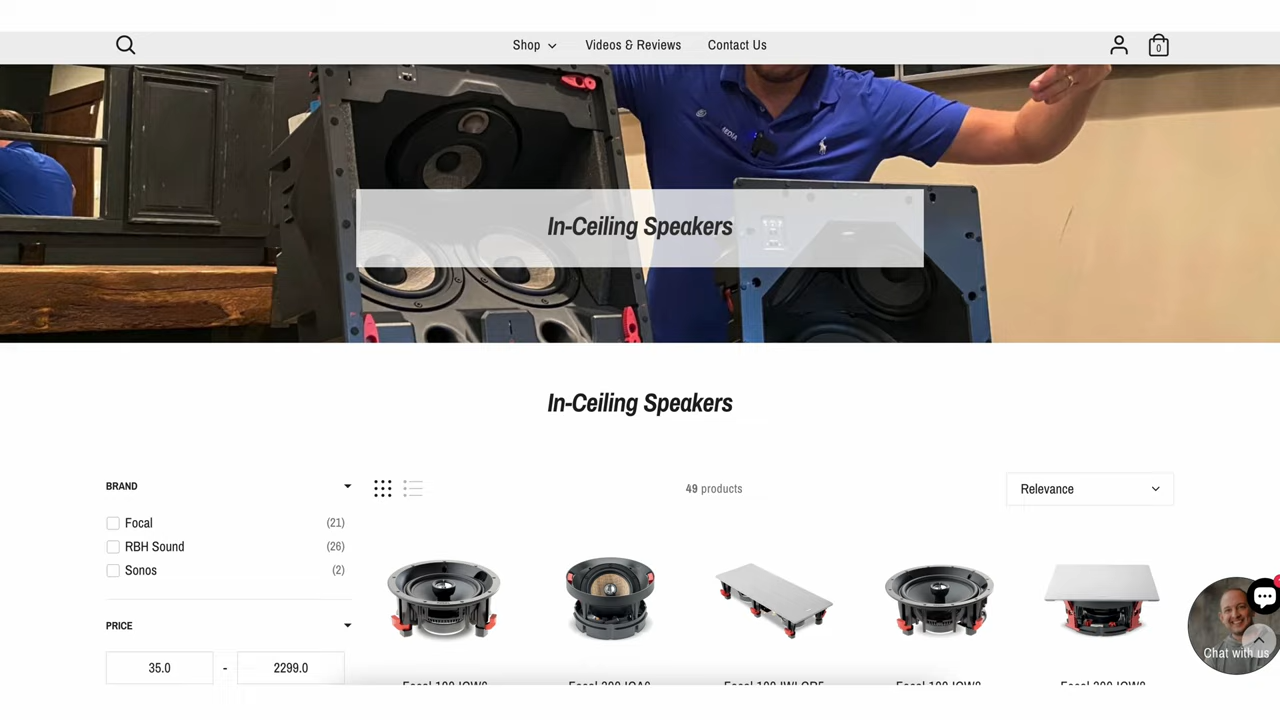 Shop
Videos & Reviews
Contact Us
0
MEDIA
In-Ceiling Speakers
In-Ceiling Speakers
BRAND
49 products
Relevance
Focal (21)
RBH Sound (26)
Sonos (2)
PRICE
35.0 - 2299.0
Chat with us